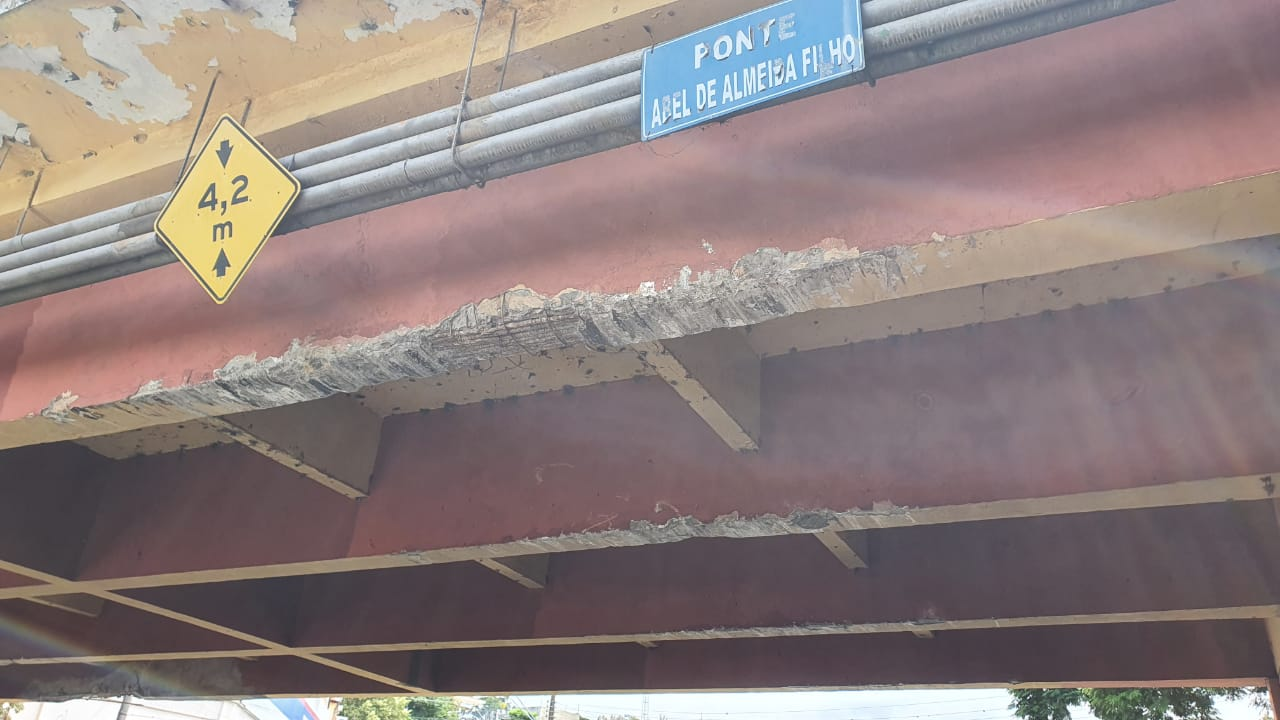 PONTE
ABEL DE ALMEIDA FILHO
4,2
m